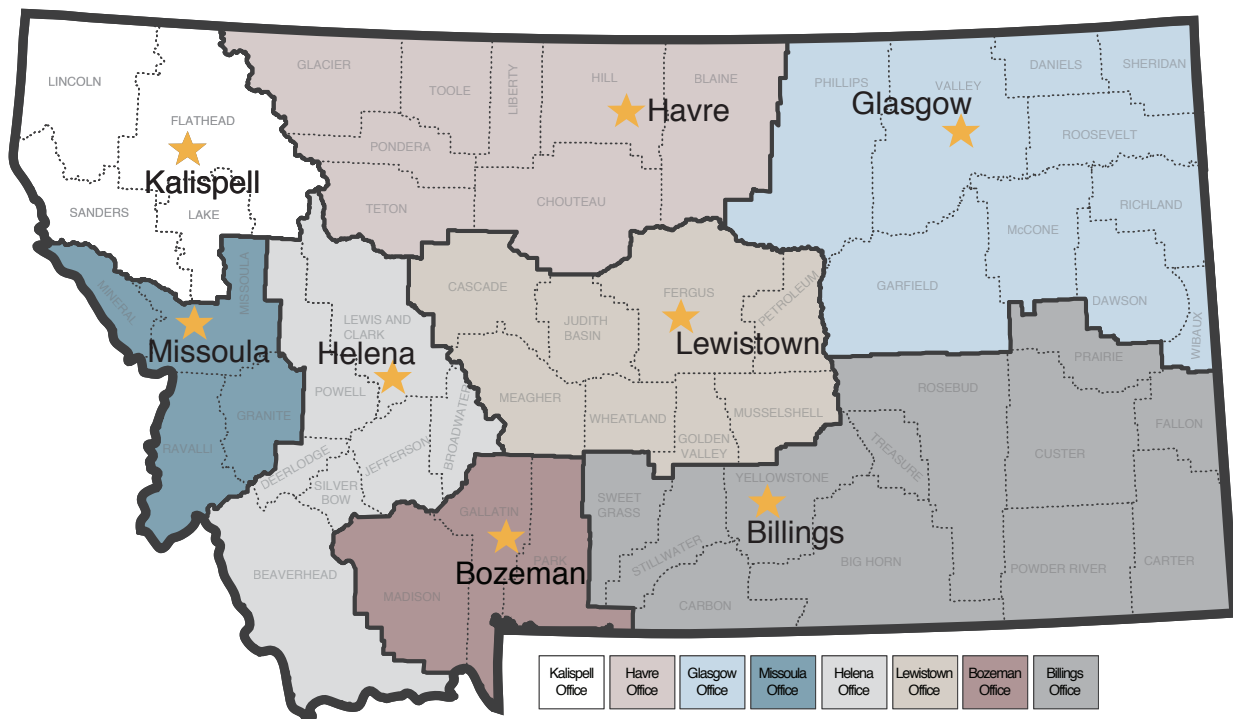 GLACIER
TOOLE
LIBERTY
HILL
BLAINE
PHILLIPS
VALLEY
DANIELS
SHERIDAN
LINCOLN
FLATHEAD
Havre
Glasgow
ROOSEVELT
PONDERA
Kalispell
SANDERS
LAKE
TETON
CHOUTEAU
RICHLAND
McCONE
MINERAL
MISSOULA
CASCADE
FERGUS
PETROLEUM
GARFIELD
DAWSON
WIBAUX
LEWIS AND
CLARK
JUDITH
BASIN
Missoula
Helena
Lewistown
PRAIRIE
POWELL
BROADWATER
MEAGHER
WHEATLAND
MUSSELSHELL
ROSEBUD
GRANITE
RAVALLI
GOLDEN
VALLEY
TREASURE
CUSTER
FALLON
DEERLODGE
JEFFERSON
SILVER
BOW
YELLOWSTONE
SWEET
GRASS
GALLATIN
Billings
STILLWATER
PARK
Bozeman
BEAVERHEAD
MADISON
CARBON
BIG HORN
POWDER RIVER
CARTER
Kalispell
Office
Havre
Office
Glasgow
Office
Missoula
Office
Helena
Office
Lewistown
Office
Bozeman
Office
Billings
Office